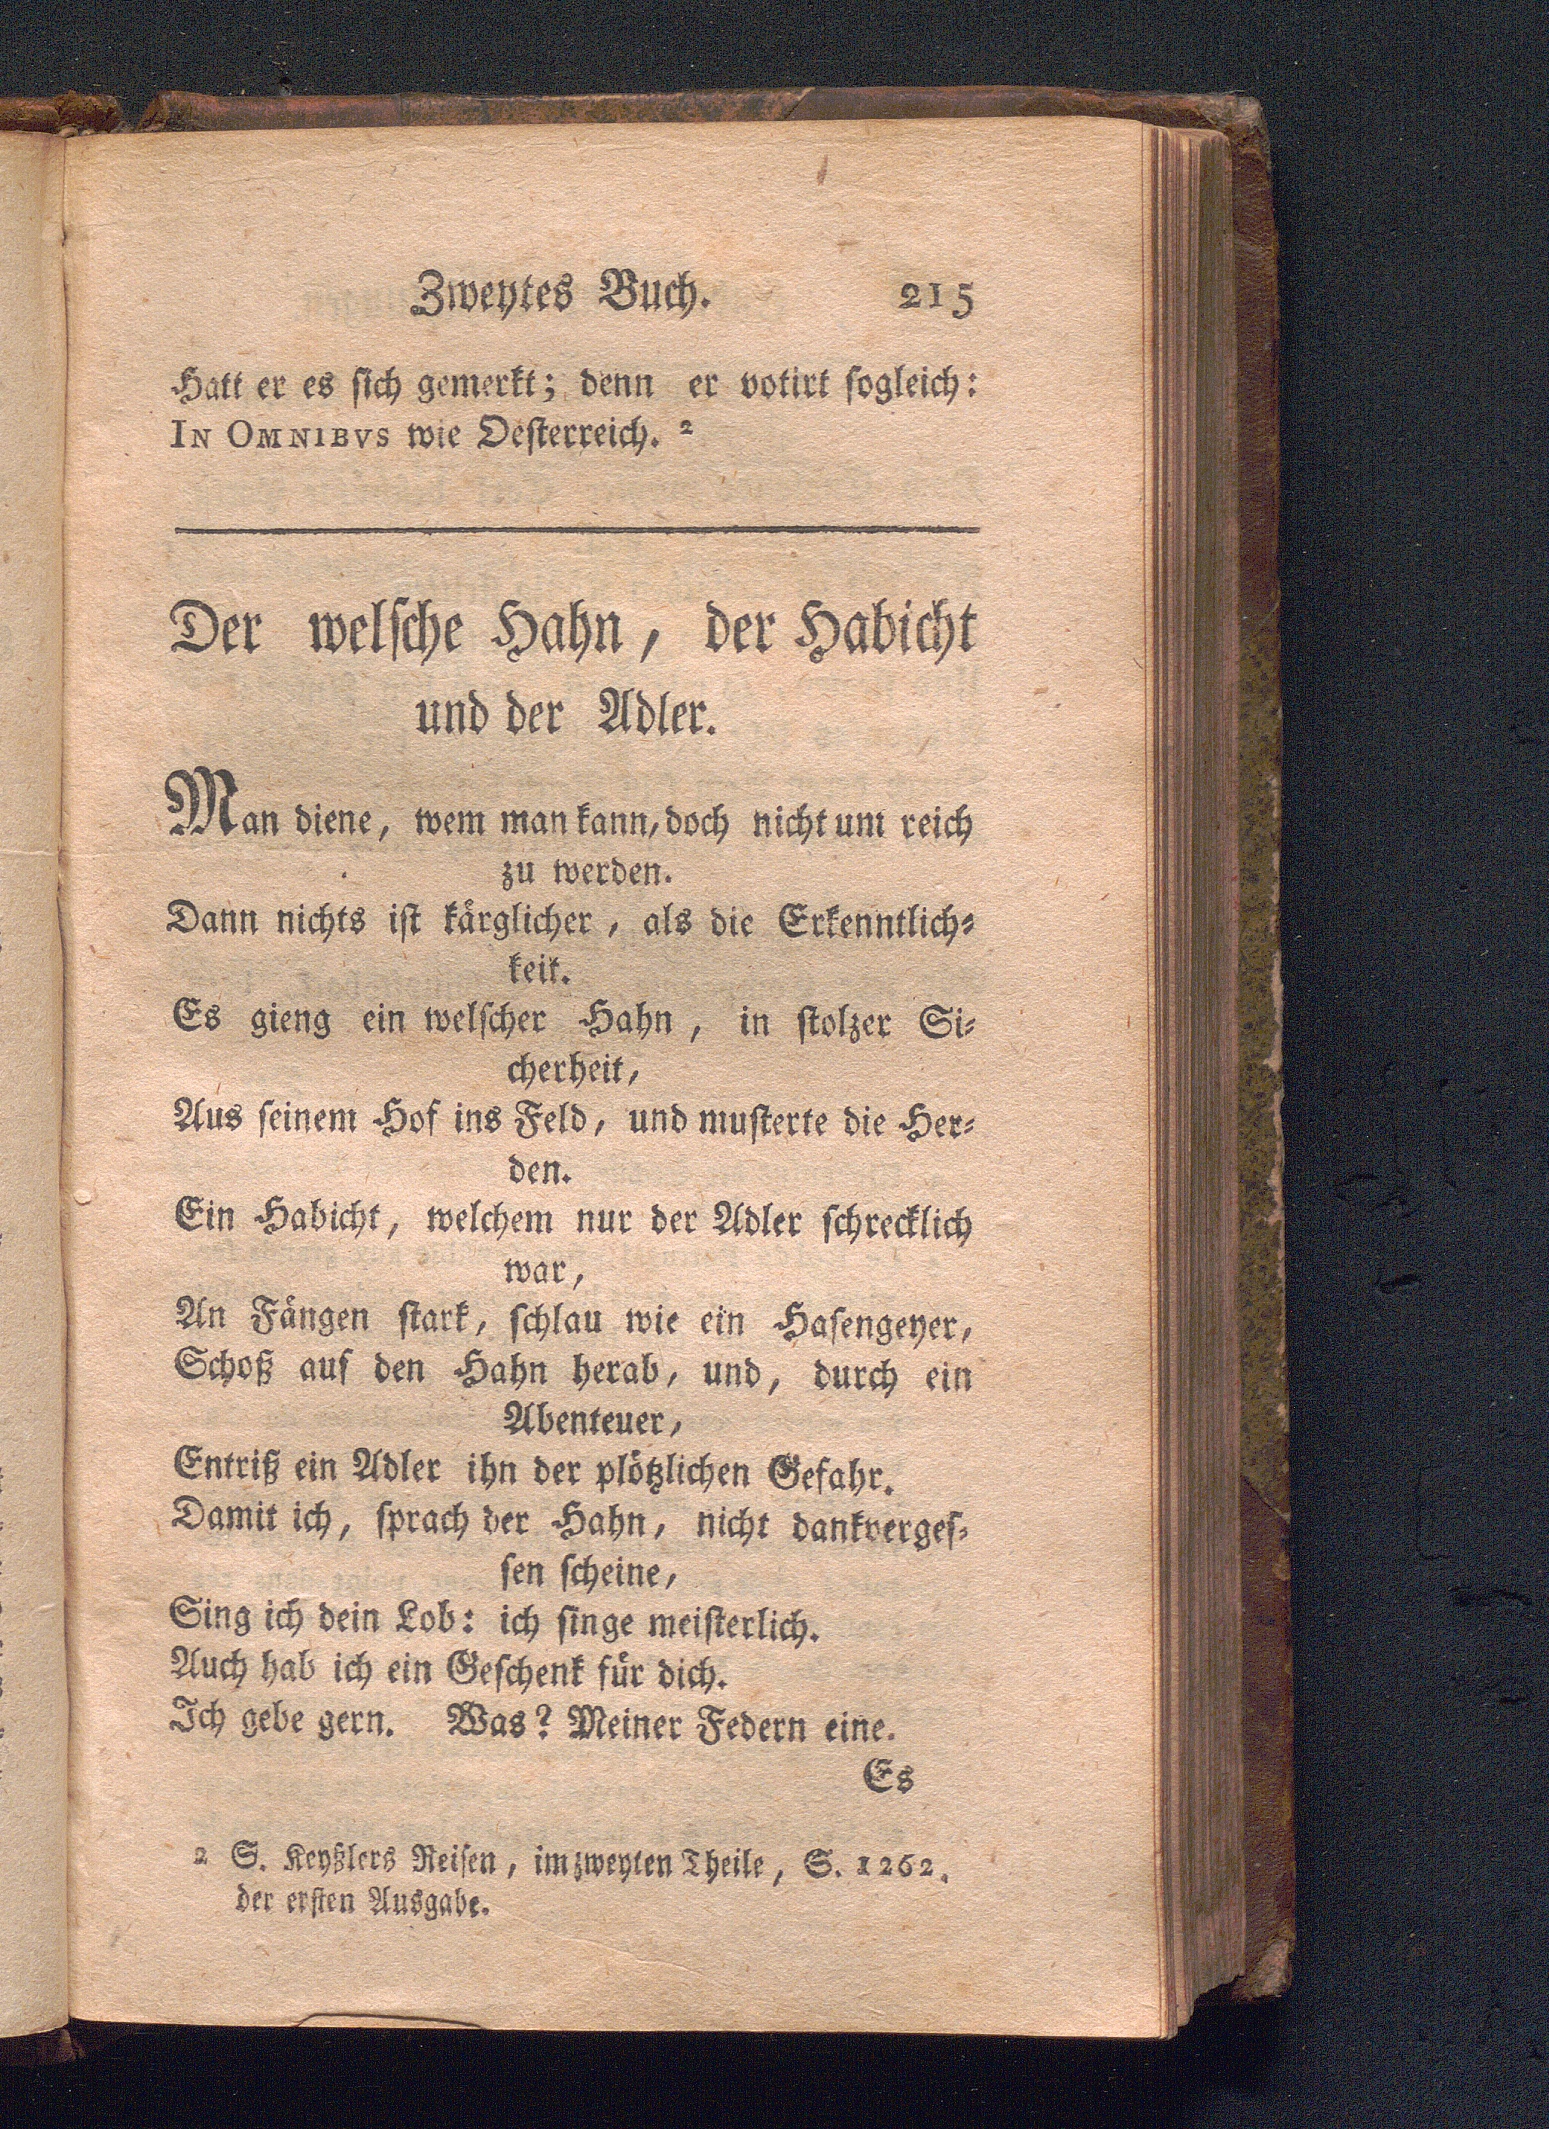 Zweytes Buch. 215
Hatt er es sich gemerkt; denn er votirt sogleich:
IN OMNIBVS wie Oesterreich. ²
Der welsche Hahn, der Habicht
und der Adler.
Man diene, wem man kann, doch nicht um reich
zu werden.
Dann nichts ist kärglicher, als die Erkenntlich-
keit.
Es gieng ein welscher Hahn, in stolzer Si-
cherheit,
Aus seinem Hof ins Feld, und musterte die Her-
den.
Ein Habicht, welchem nur der Adler schrecklich
war,
An Fängen stark, schlau wie ein Hasengeyer,
Schoß auf den Hahn herab, und, durch ein
Abenteuer,
Entriß ein Adler ihn der plötzlichen Gefahr.
Damit ich, sprach der Hahn, nicht dankverges-
sen scheine,
Sing ich dein Lob: ich singe meisterlich.
Auch hab ich ein Geschenk für dich.
Ich gebe gern. Was? Meiner Federn eine.
Es
² S. Keyßlers Reisen, im zweyten Theile, S. 1262.
der ersten Ausgabe.